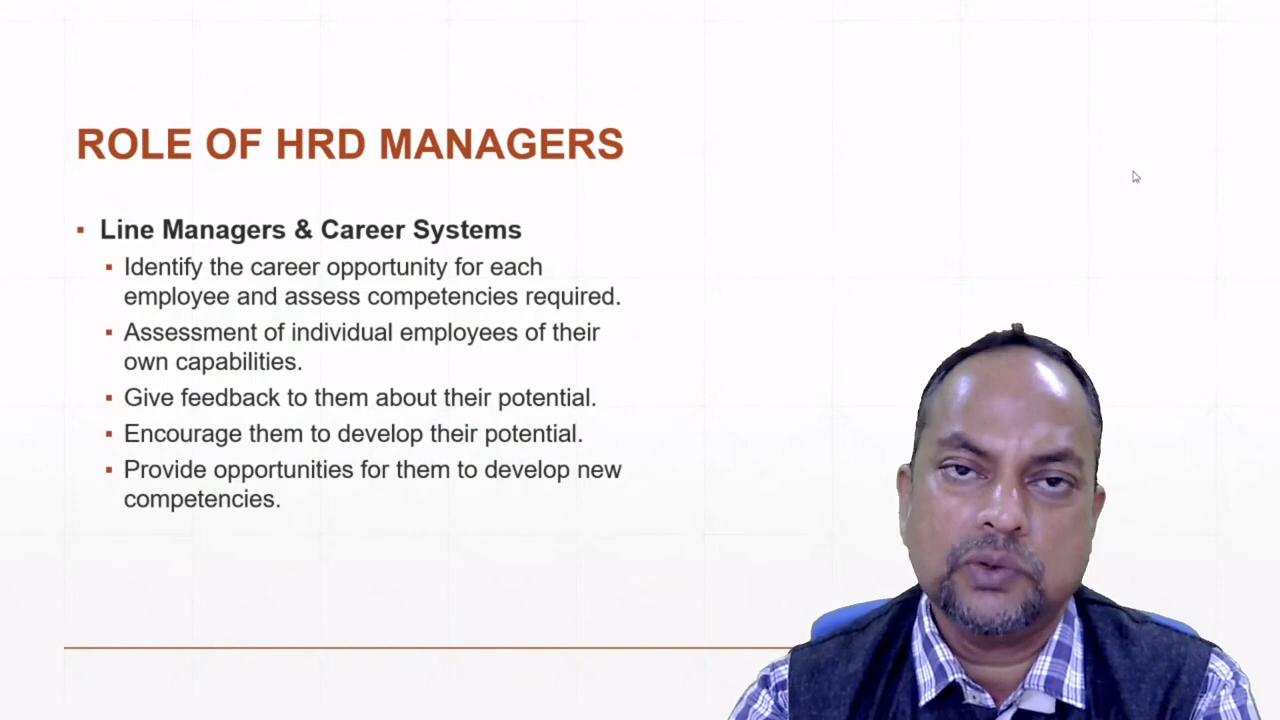 ROLE OF HRD MANAGERS
▪ Line Managers & Career Systems
▪ Identify the career opportunity for each
employee and assess competencies required.
▪ Assessment of individual employees of their
own capabilities.
▪ Give feedback to them about their potential.
▪ Encourage them to develop their potential.
▪ Provide opportunities for them to develop new
competencies.